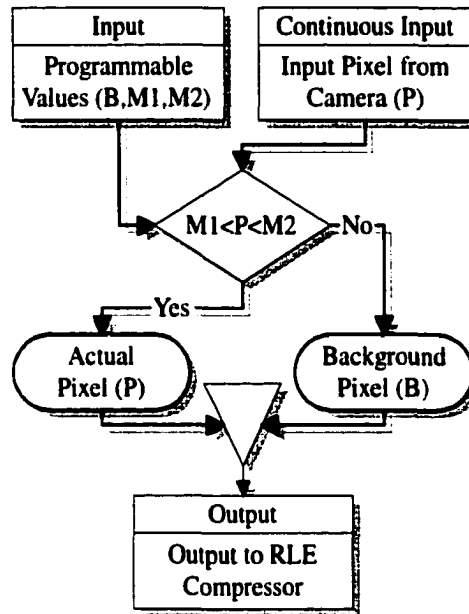 Input
Programmable
Values (B,M1,M2)
Continuous Input
Input Pixel from
Camera (P)
M1<P<M2
No
Yes
Actual
Pixel (P)
Background
Pixel (B)
Output
Output to RLE
Compressor